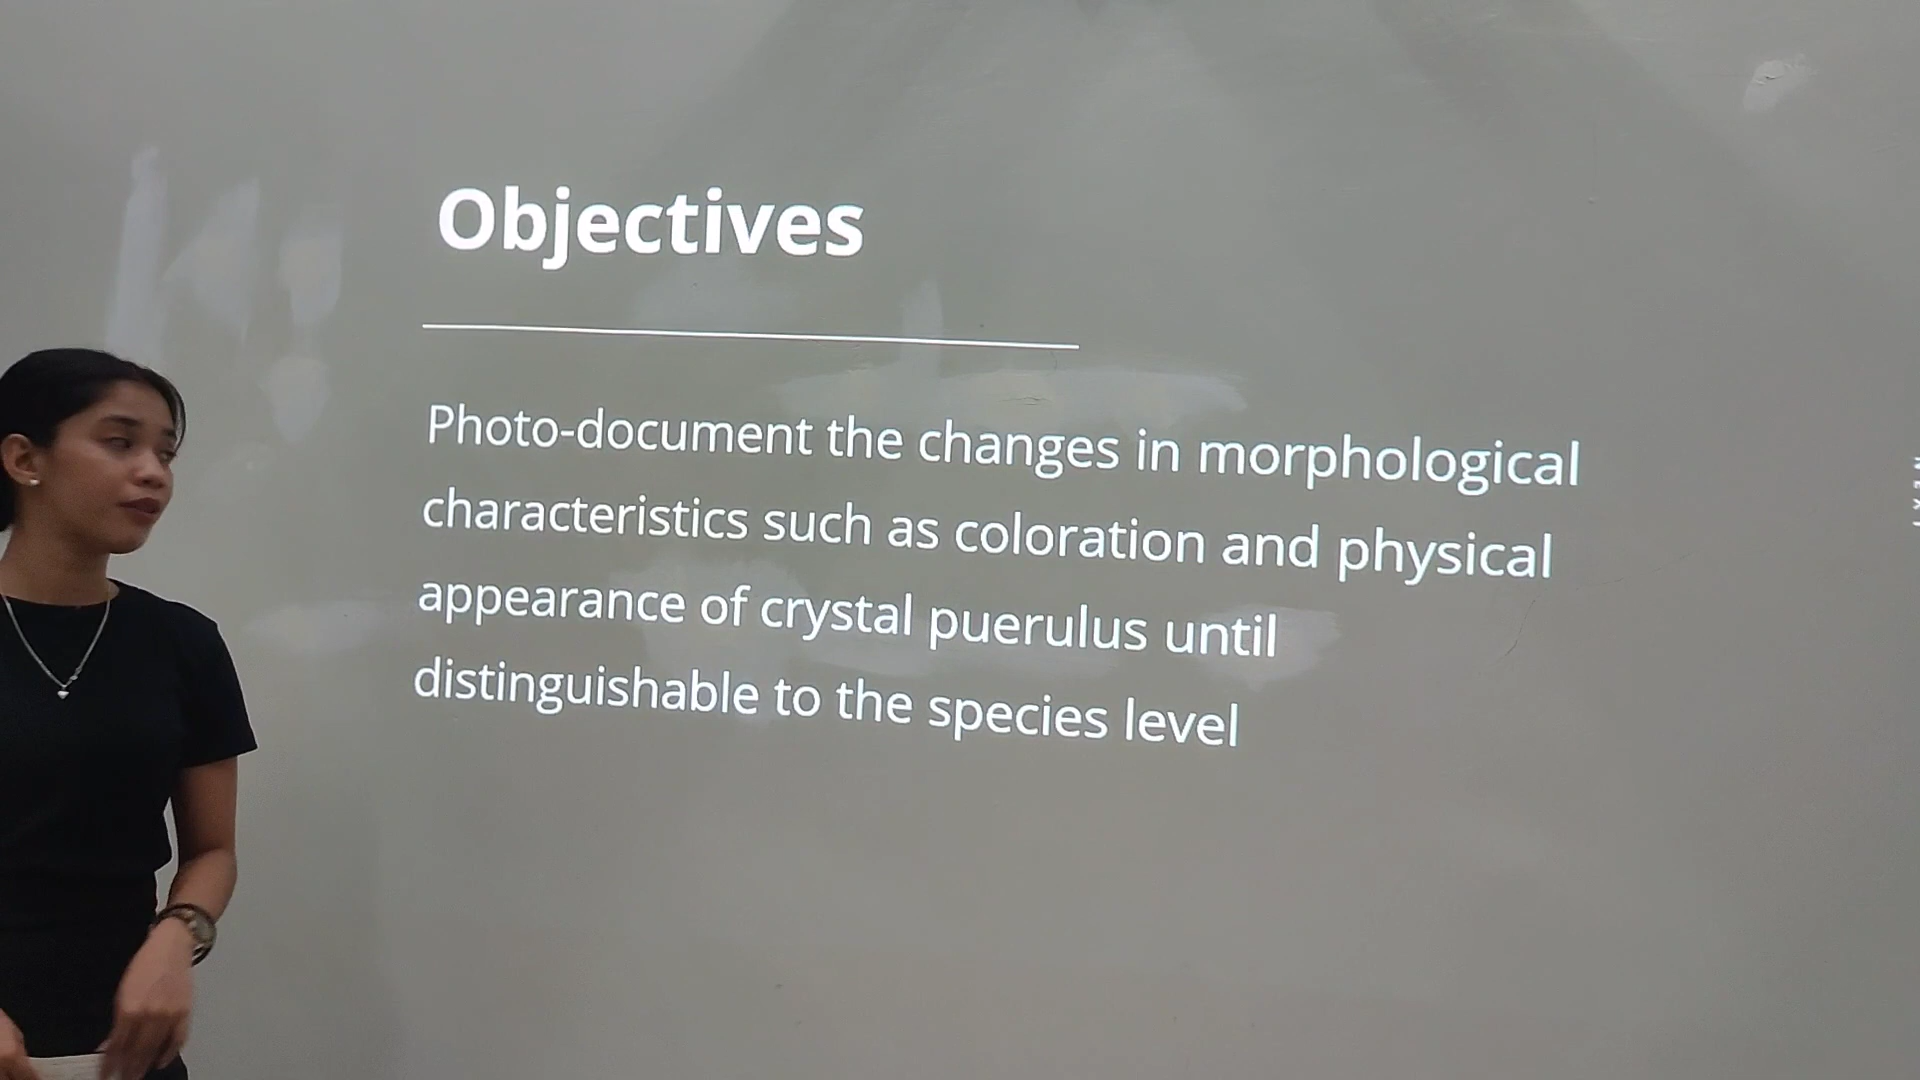 Objectives
Photo-document the changes in morphological
characteristics such as coloration and physical
appearance of crystal puerulus until
distinguishable to the species level